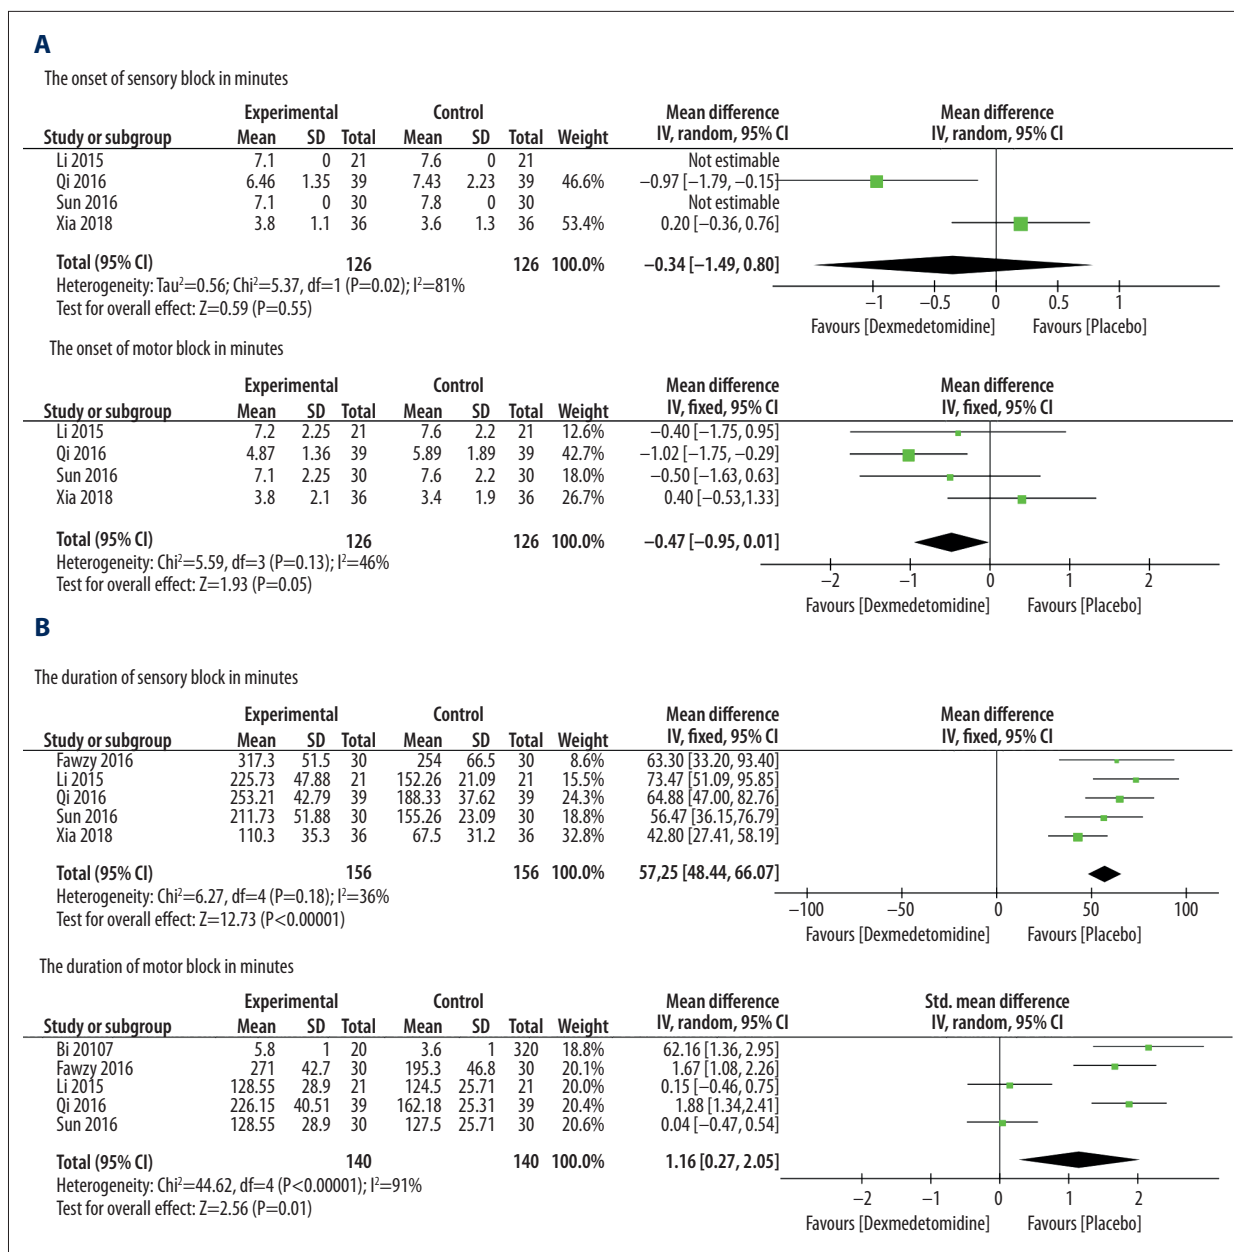 A
The onset of sensory block in minutes
Experimental Control Mean difference Mean difference
Study or subgroup Mean SD Total Mean SD Total Weight IV, random, 95% CI IV, random, 95% CI
Li 2015 7.1 0 21 7.6 0 21 Not estimable
Qi 2016 6.46 1.35 39 7.43 2.23 39 46.6% −0.97 [−1.79, −0.15]
Sun 2016 7.1 0 30 7.8 0 30 Not estimable
Xia 2018 3.8 1.1 36 3.6 1.3 36 53.4% 0.20 [−0.36, 0.76]
Total (95% CI) 126 126 100.0% −0.34 [−1.49, 0.80]
Heterogeneity: Tau²=0.56; Chi²=5.37, df=1 (P=0.02); I²=81%
Test for overall effect: Z=0.59 (P=0.55)
−1 −0.5 0 0.5 1
Favours [Dexmedetomidine] Favours [Placebo]
The onset of motor block in minutes
Experimental Control Mean difference Mean difference
Study or subgroup Mean SD Total Mean SD Total Weight IV, fixed, 95% CI IV, fixed, 95% CI
Li 2015 7.2 2.25 21 7.6 2.2 21 12.6% −0.40 [−1.75, 0.95]
Qi 2016 4.87 1.36 39 5.89 1.89 39 42.7% −1.02 [−1.75, −0.29]
Sun 2016 7.1 2.25 30 7.6 2.2 30 18.0% −0.50 [−1.63, 0.63]
Xia 2018 3.8 2.1 36 3.4 1.9 36 26.7% 0.40 [−0.53,1.33]
Total (95% CI) 126 126 100.0% −0.47 [−0.95, 0.01]
Heterogeneity: Chi²=5.59, df=3 (P=0.13); I²=46%
Test for overall effect: Z=1.93 (P=0.05)
−2 −1 0 1 2
Favours [Dexmedetomidine] Favours [Placebo]
B
The duration of sensory block in minutes
Experimental Control Mean difference Mean difference
Study or subgroup Mean SD Total Mean SD Total Weight IV, fixed, 95% CI IV, fixed, 95% CI
Fawzy 2016 317.3 51.5 30 254 66.5 30 8.6% 63.30 [33.20, 93.40]
Li 2015 225.73 47.88 21 152.26 21.09 21 15.5% 73.47 [51.09, 95.85]
Qi 2016 253.21 42.79 39 188.33 37.62 39 24.3% 64.88 [47.00, 82.76]
Sun 2016 211.73 51.88 30 155.26 23.09 30 18.8% 56.47 [36.15,76.79]
Xia 2018 110.3 35.3 36 67.5 31.2 36 32.8% 42.80 [27.41, 58.19]
Total (95% CI) 156 156 100.0% 57,25 [48.44, 66.07]
Heterogeneity: Chi²=6.27, df=4 (P=0.18); I²=36%
Test for overall effect: Z=12.73 (P<0.00001)
−100 −50 0 50 100
Favours [Dexmedetomidine] Favours [Placebo]
The duration of motor block in minutes
Experimental Control Mean difference Std. mean difference
Study or subgroup Mean SD Total Mean SD Total Weight IV, random, 95% CI IV, random, 95% CI
Bi 20107 5.8 1 20 3.6 1 320 18.8% 62.16 [1.36, 2.95]
Fawzy 2016 271 42.7 30 195.3 46.8 30 20.1% 1.67 [1.08, 2.26]
Li 2015 128.55 28.9 21 124.5 25.71 21 20.0% 0.15 [−0.46, 0.75]
Qi 2016 226.15 40.51 39 162.18 25.31 39 20.4% 1.88 [1.34,2.41]
Sun 2016 128.55 28.9 30 127.5 25.71 30 20.6% 0.04 [−0.47, 0.54]
Total (95% CI) 140 140 100.0% 1.16 [0.27, 2.05]
Heterogeneity: Chi²=44.62, df=4 (P<0.00001); I²=91%
Test for overall effect: Z=2.56 (P=0.01)
−2 −1 0 1 2
Favours [Dexmedetomidine] Favours [Placebo]